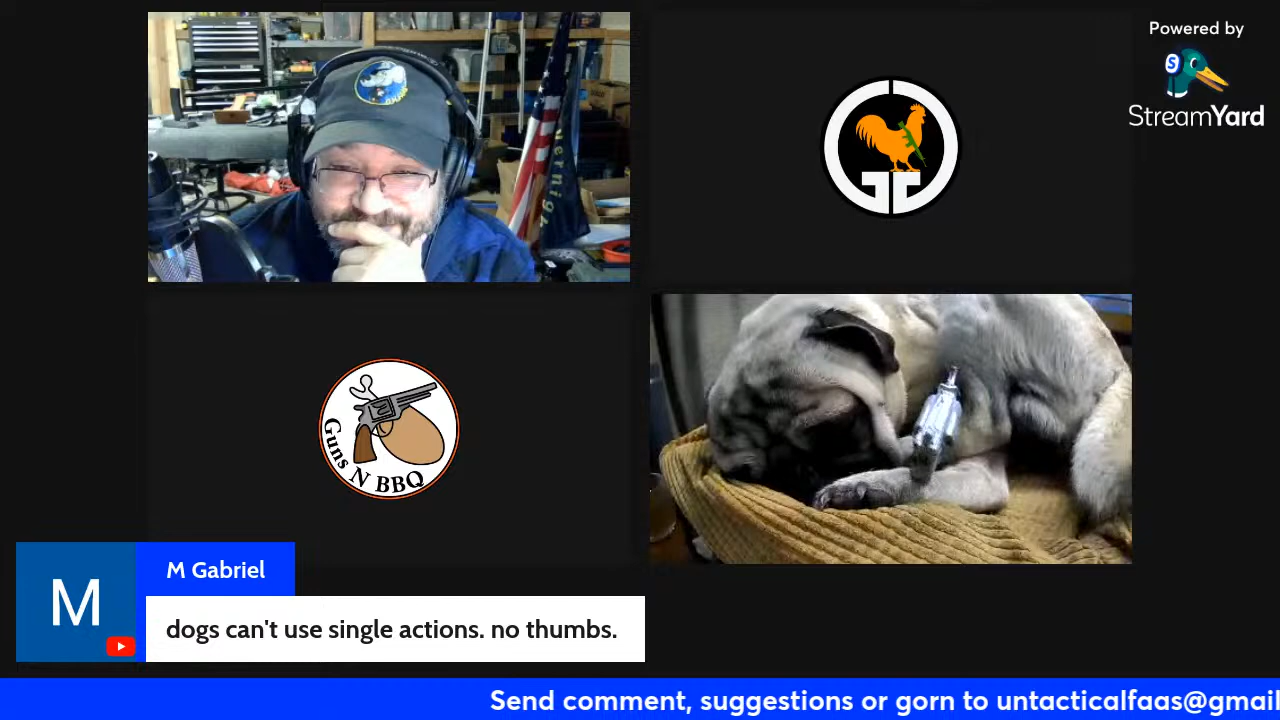 Powered by
S
StreamYard
GG
Guns N BBQ
M
M Gabriel
dogs can't use single actions. no thumbs.
Send comment, suggestions or gorn to untacticalfaas@gmail